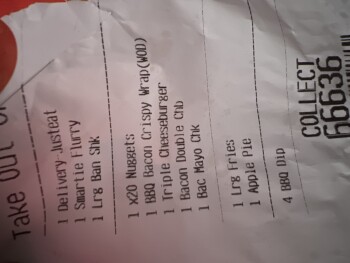 Take Out
1 Delivery Justeat
1 Smartie Flurry
1 Lrg Ban Shk
1 x20 Nuggets
1 BBQ Bacon Crispy Wrap(WOD)
1 Triple Cheeseburger
1 Bacon Double Chb
1 Bac Mayo Chk
1 Lrg Fries
1 Apple Pie
4 BBQ Dip
COLLECT
66636